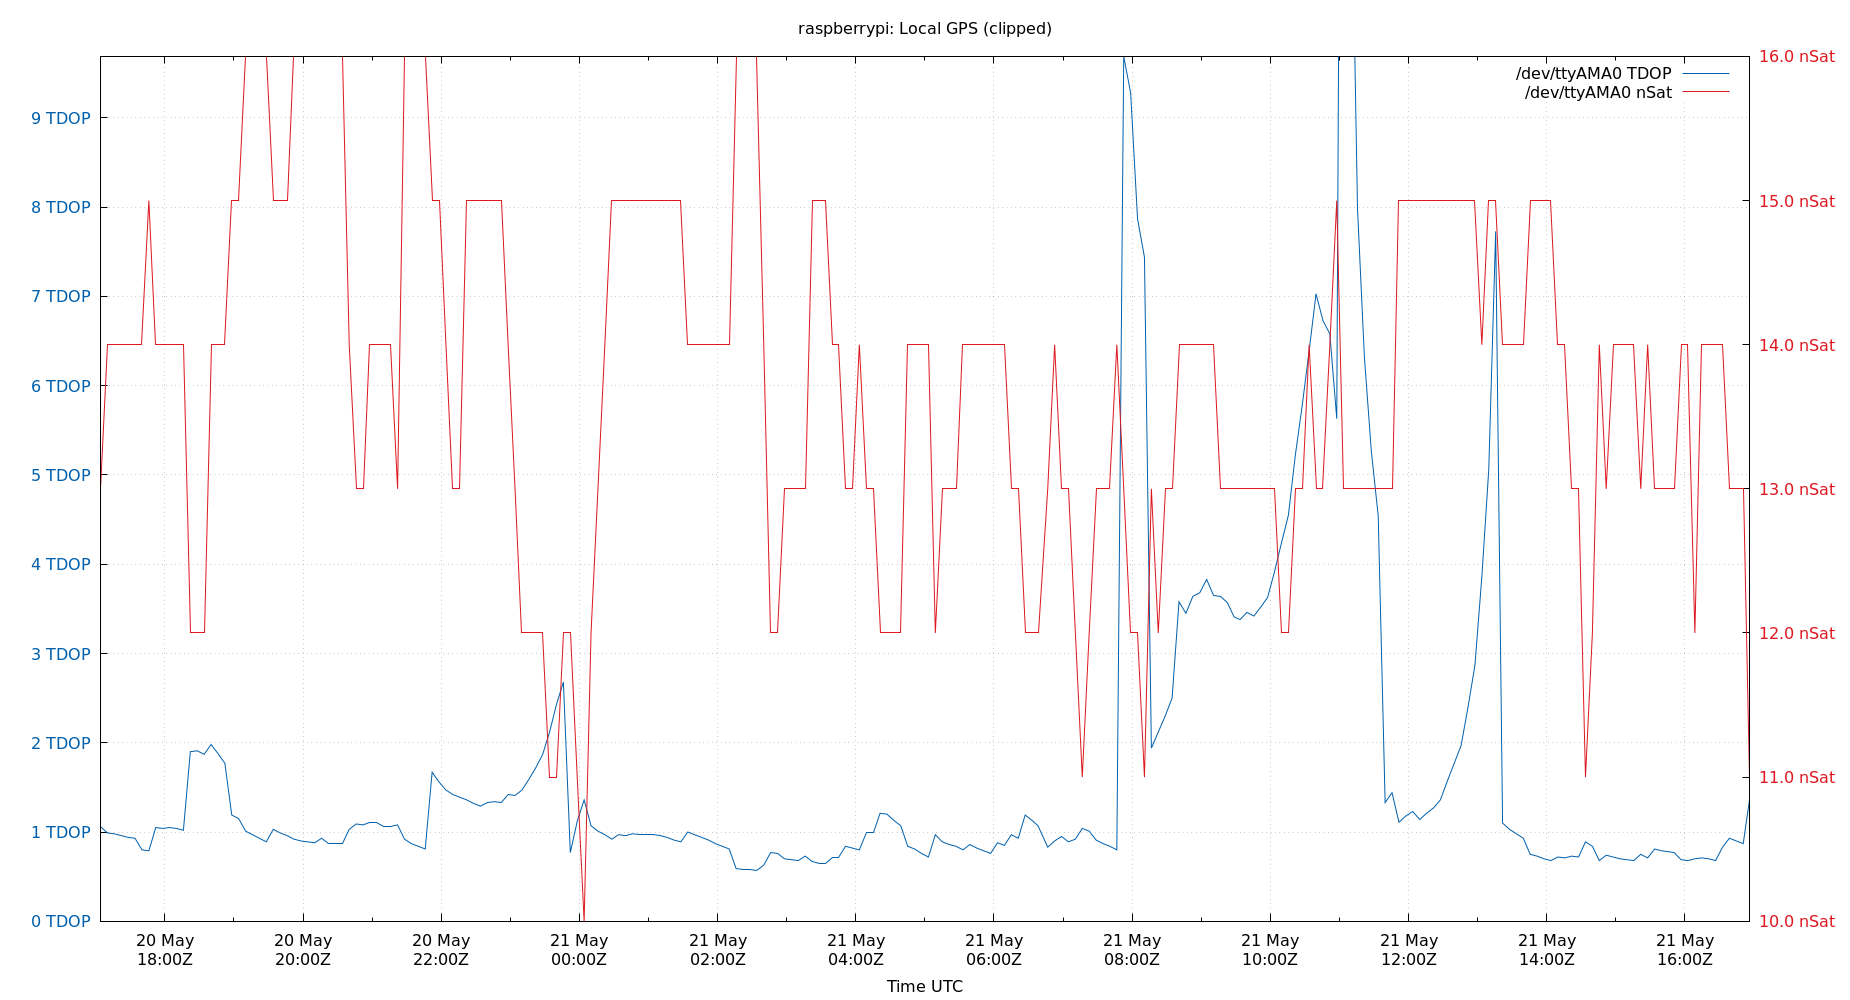 raspberrypi: Local GPS (clipped)
/dev/ttyAMA0 TDOP
/dev/ttyAMA0 nSat
9 TDOP
8 TDOP
7 TDOP
6 TDOP
5 TDOP
4 TDOP
3 TDOP
2 TDOP
1 TDOP
0 TDOP
16.0 nSat
15.0 nSat
14.0 nSat
13.0 nSat
12.0 nSat
11.0 nSat
10.0 nSat
20 May 20 May 20 May 21 May 21 May 21 May 21 May 21 May 21 May 21 May 21 May 21 May
18:00Z 20:00Z 22:00Z 00:00Z 02:00Z 04:00Z 06:00Z 08:00Z 10:00Z 12:00Z 14:00Z 16:00Z
Time UTC